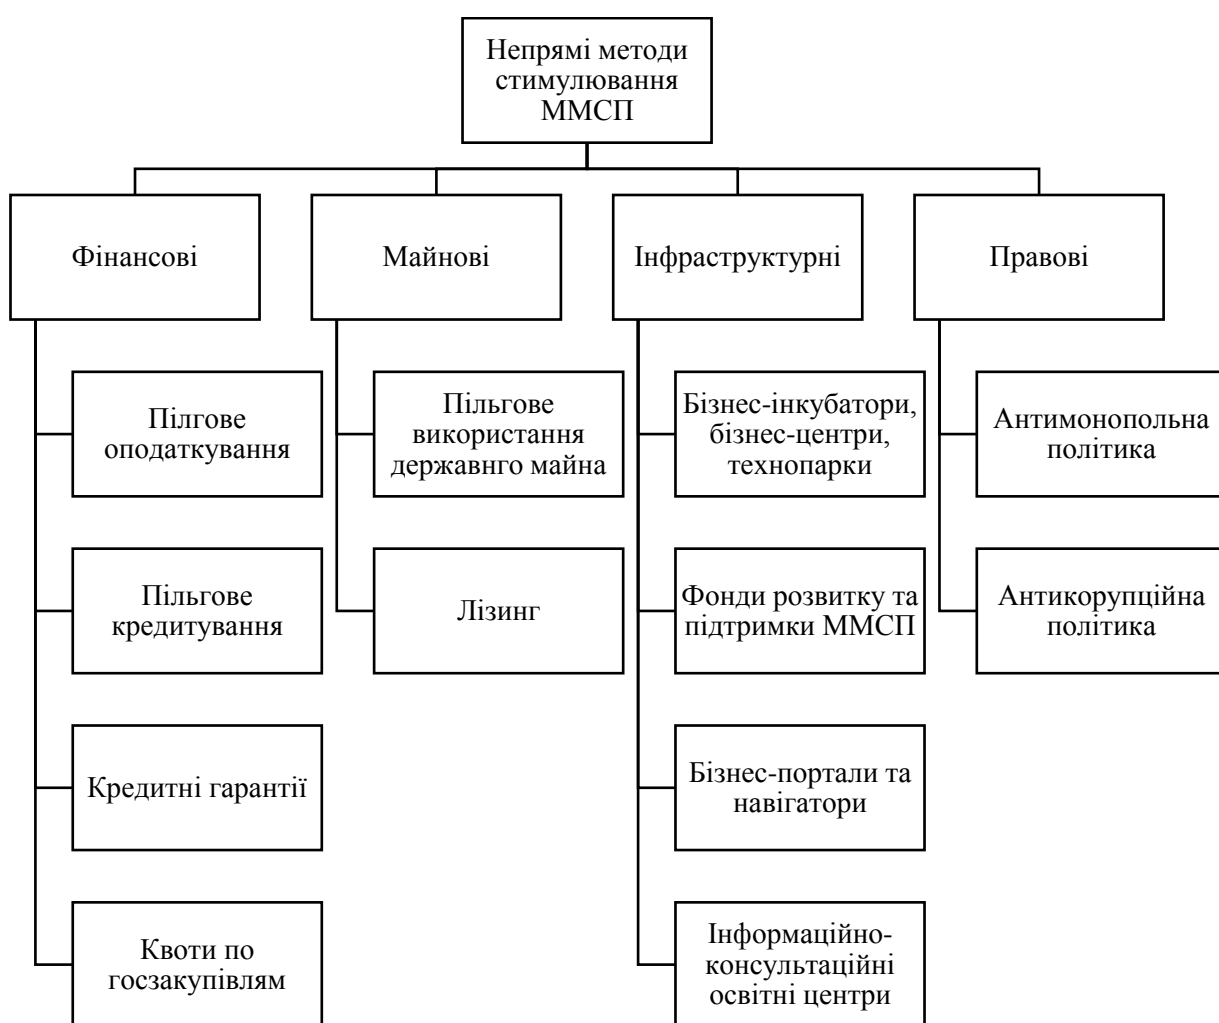 Непрямі методи
стимулювання
ММСП
Фінансові
Майнові
Інфраструктурні
Правові
Пілгове
оподаткування
Пільгове
використання
державнго майна
Бізнес-інкубатори,
бізнес-центри,
технопарки
Антимонопольна
політика
Пільгове
кредитування
Лізинг
Фонди розвитку та
підтримки ММСП
Антикорупційна
політика
Кредитні гарантії
Бізнес-портали та
навігатори
Квоти по
госзакупівлям
Інформаційно-
консультаційні
освітні центри